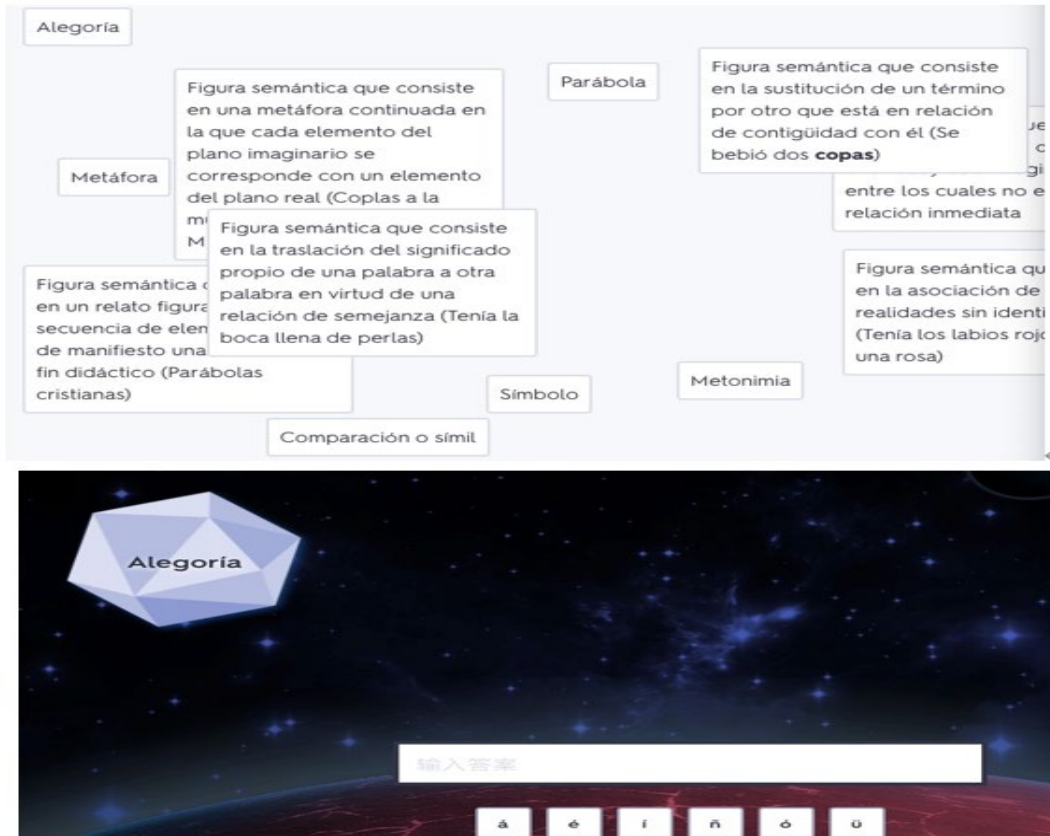 Alegoría
Figura semántica que consiste
en una metáfora continuada en
la que cada elemento del
plano imaginario se
corresponde con un elemento
del plano real (Coplas a la
Parábola
Figura semántica que consiste
en la sustitución de un término
por otro que está en relación
de contigüidad con él (Se
bebió dos copas)
entre los cuales no
relación inmediata
Metáfora
Figura semántica que consiste
en la traslación del significado
propio de una palabra a otra
palabra en virtud de una
relación de semejanza (Tenía la
boca llena de perlas)
Figura semántica
en un relato
secuencia de
de manifiesto una
fin didáctico (Parábolas
cristianas)
Figura semántica
en la asociación de
realidades sin
(Tenía los labios
una rosa)
Símbolo
Metonimia
Comparación o símil
Alegoría
输入答案
á é í ñ ó ü